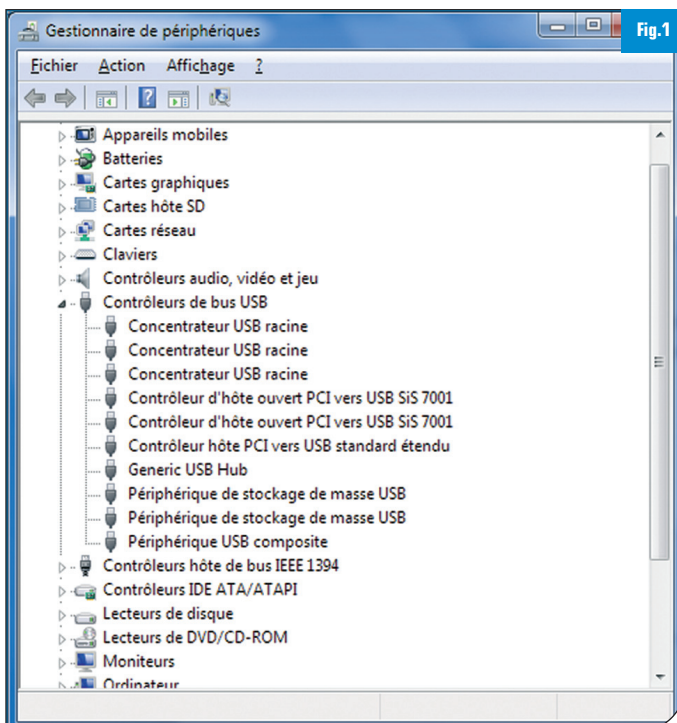 Gestionnaire de périphériques
Fig.1
Fichier Action Affichage ?
Appareils mobiles
Batteries
Cartes graphiques
Cartes hôte SD
Cartes réseau
Claviers
Contrôleurs audio, vidéo et jeu
Contrôleurs de bus USB
Concentrateur USB racine
Concentrateur USB racine
Concentrateur USB racine
Contrôleur d'hôte ouvert PCI vers USB SiS 7001
Contrôleur d'hôte ouvert PCI vers USB SiS 7001
Contrôleur hôte PCI vers USB standard étendu
Generic USB Hub
Périphérique de stockage de masse USB
Périphérique de stockage de masse USB
Périphérique USB composite
Contrôleurs hôte de bus IEEE 1394
Contrôleurs IDE ATA/ATAPI
Lecteurs de disque
Lecteurs de DVD/CD-ROM
Moniteurs
Ordinateur